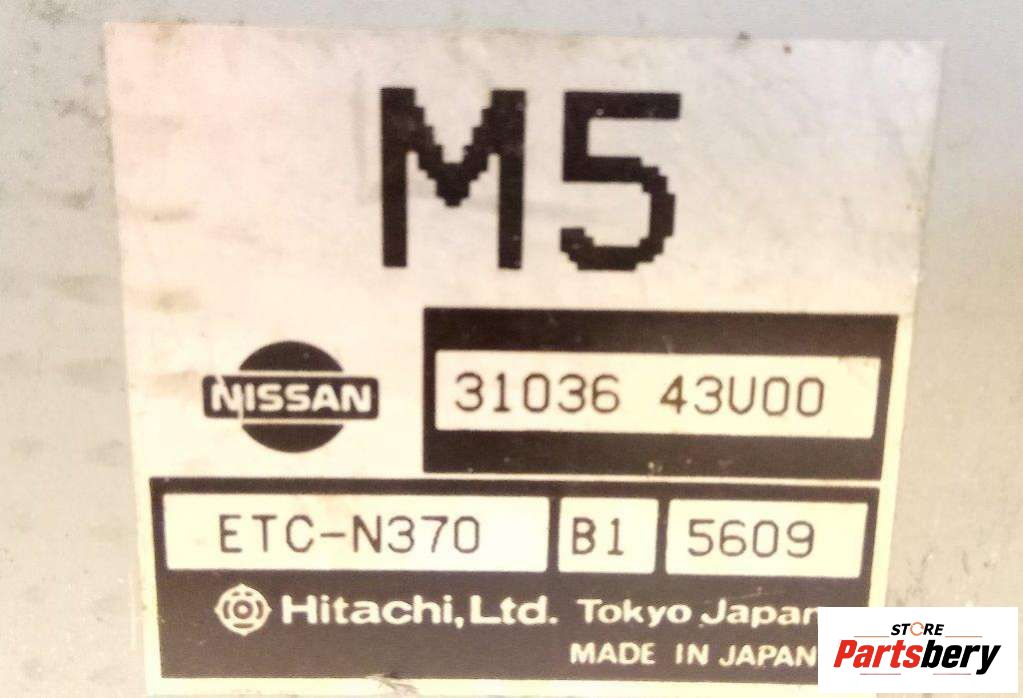 M5
NISSAN
31036 43U00
ETC-N370 B1 5609
Hitachi, Ltd. Tokyo Japan
MADE IN JAPAN
STORE
Partsbery